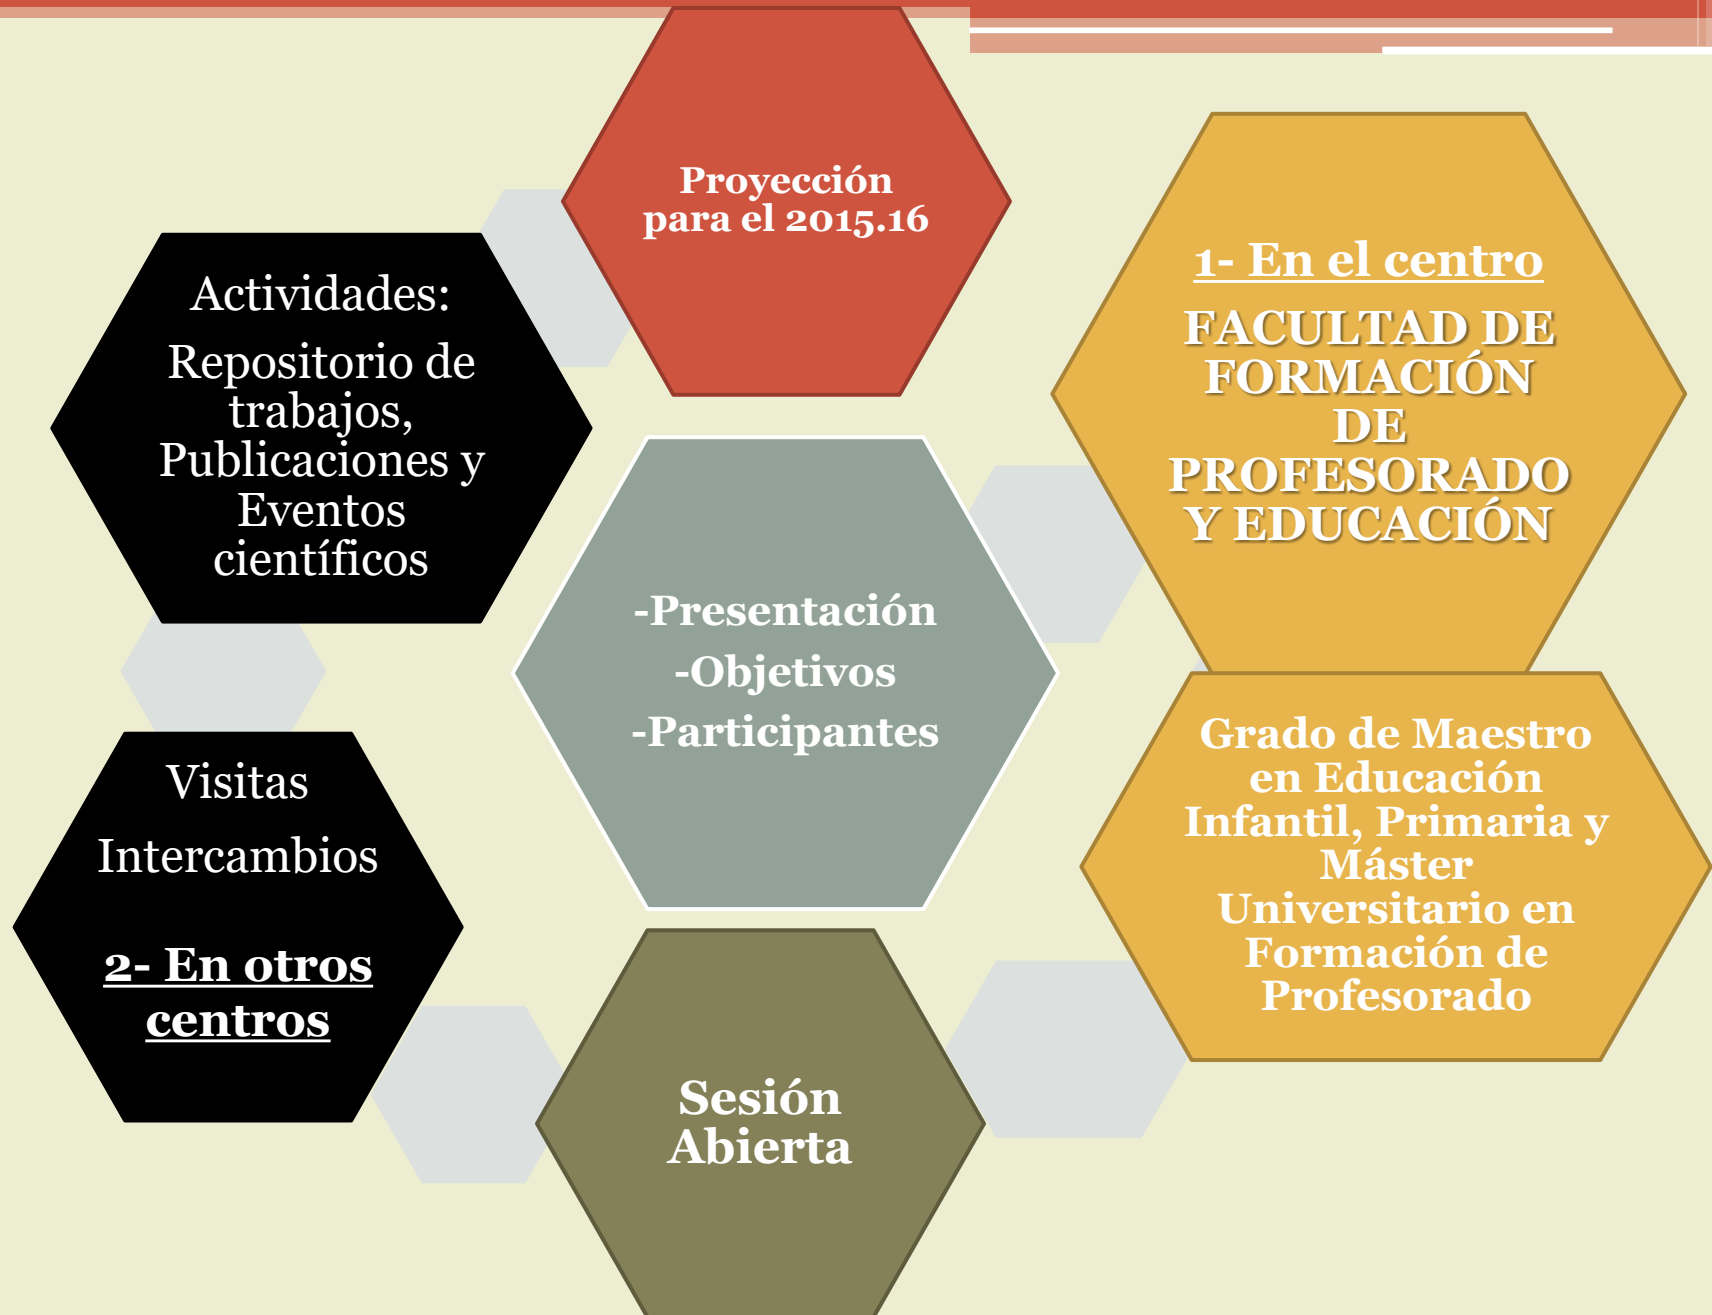 Proyección
para el 2015.16
1- En el centro
FACULTAD DE
FORMACIÓN
DE
PROFESORADO
Y EDUCACIÓN
Actividades:
Repositorio de
trabajos,
Publicaciones y
Eventos
científicos
-Presentación
-Objetivos
-Participantes
Grado de Maestro
en Educación
Infantil, Primaria y
Máster
Universitario en
Formación de
Profesorado
Visitas
Intercambios
2- En otros
centros
Sesión
Abierta